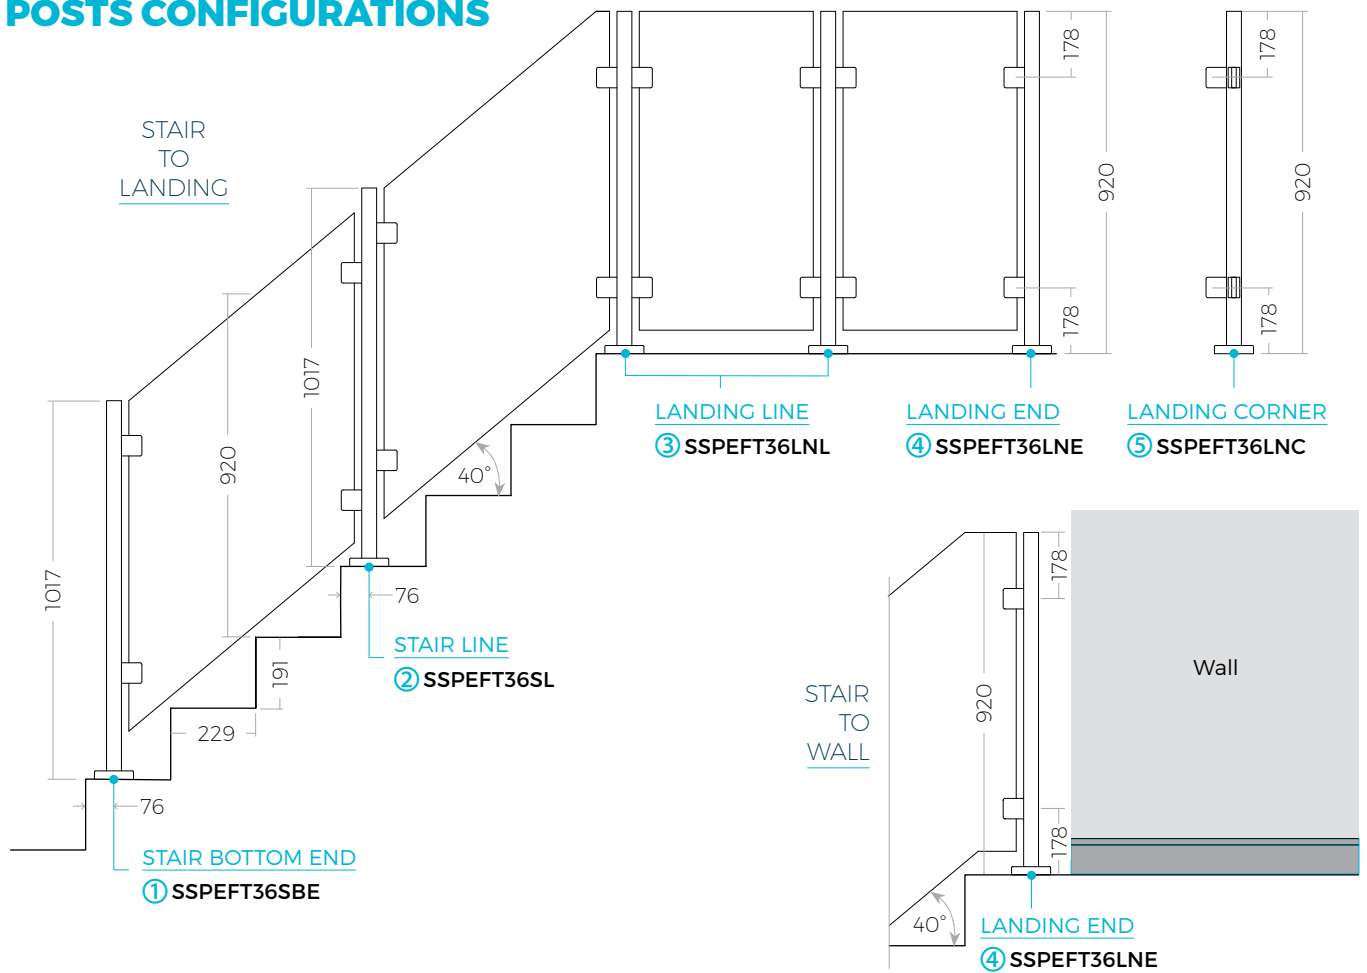 POSTS CONFIGURATIONS
STAIR
TO
LANDING
178
178
920
920
178
178
1017
920
1017
40°
LANDING LINE
③ SSPEFT36LNL
LANDING END
④ SSPEFT36LNE
LANDING CORNER
⑤ SSPEFT36LNC
76
STAIR LINE
② SSPEFT36SL
191
229
76
STAIR BOTTOM END
① SSPEFT36SBE
STAIR
TO
WALL
178
920
178
Wall
40°
LANDING END
④ SSPEFT36LNE